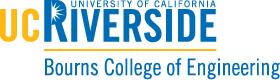 UNIVERSITY OF CALIFORNIA
UCRIVERSIDE
Bourns College of Engineering